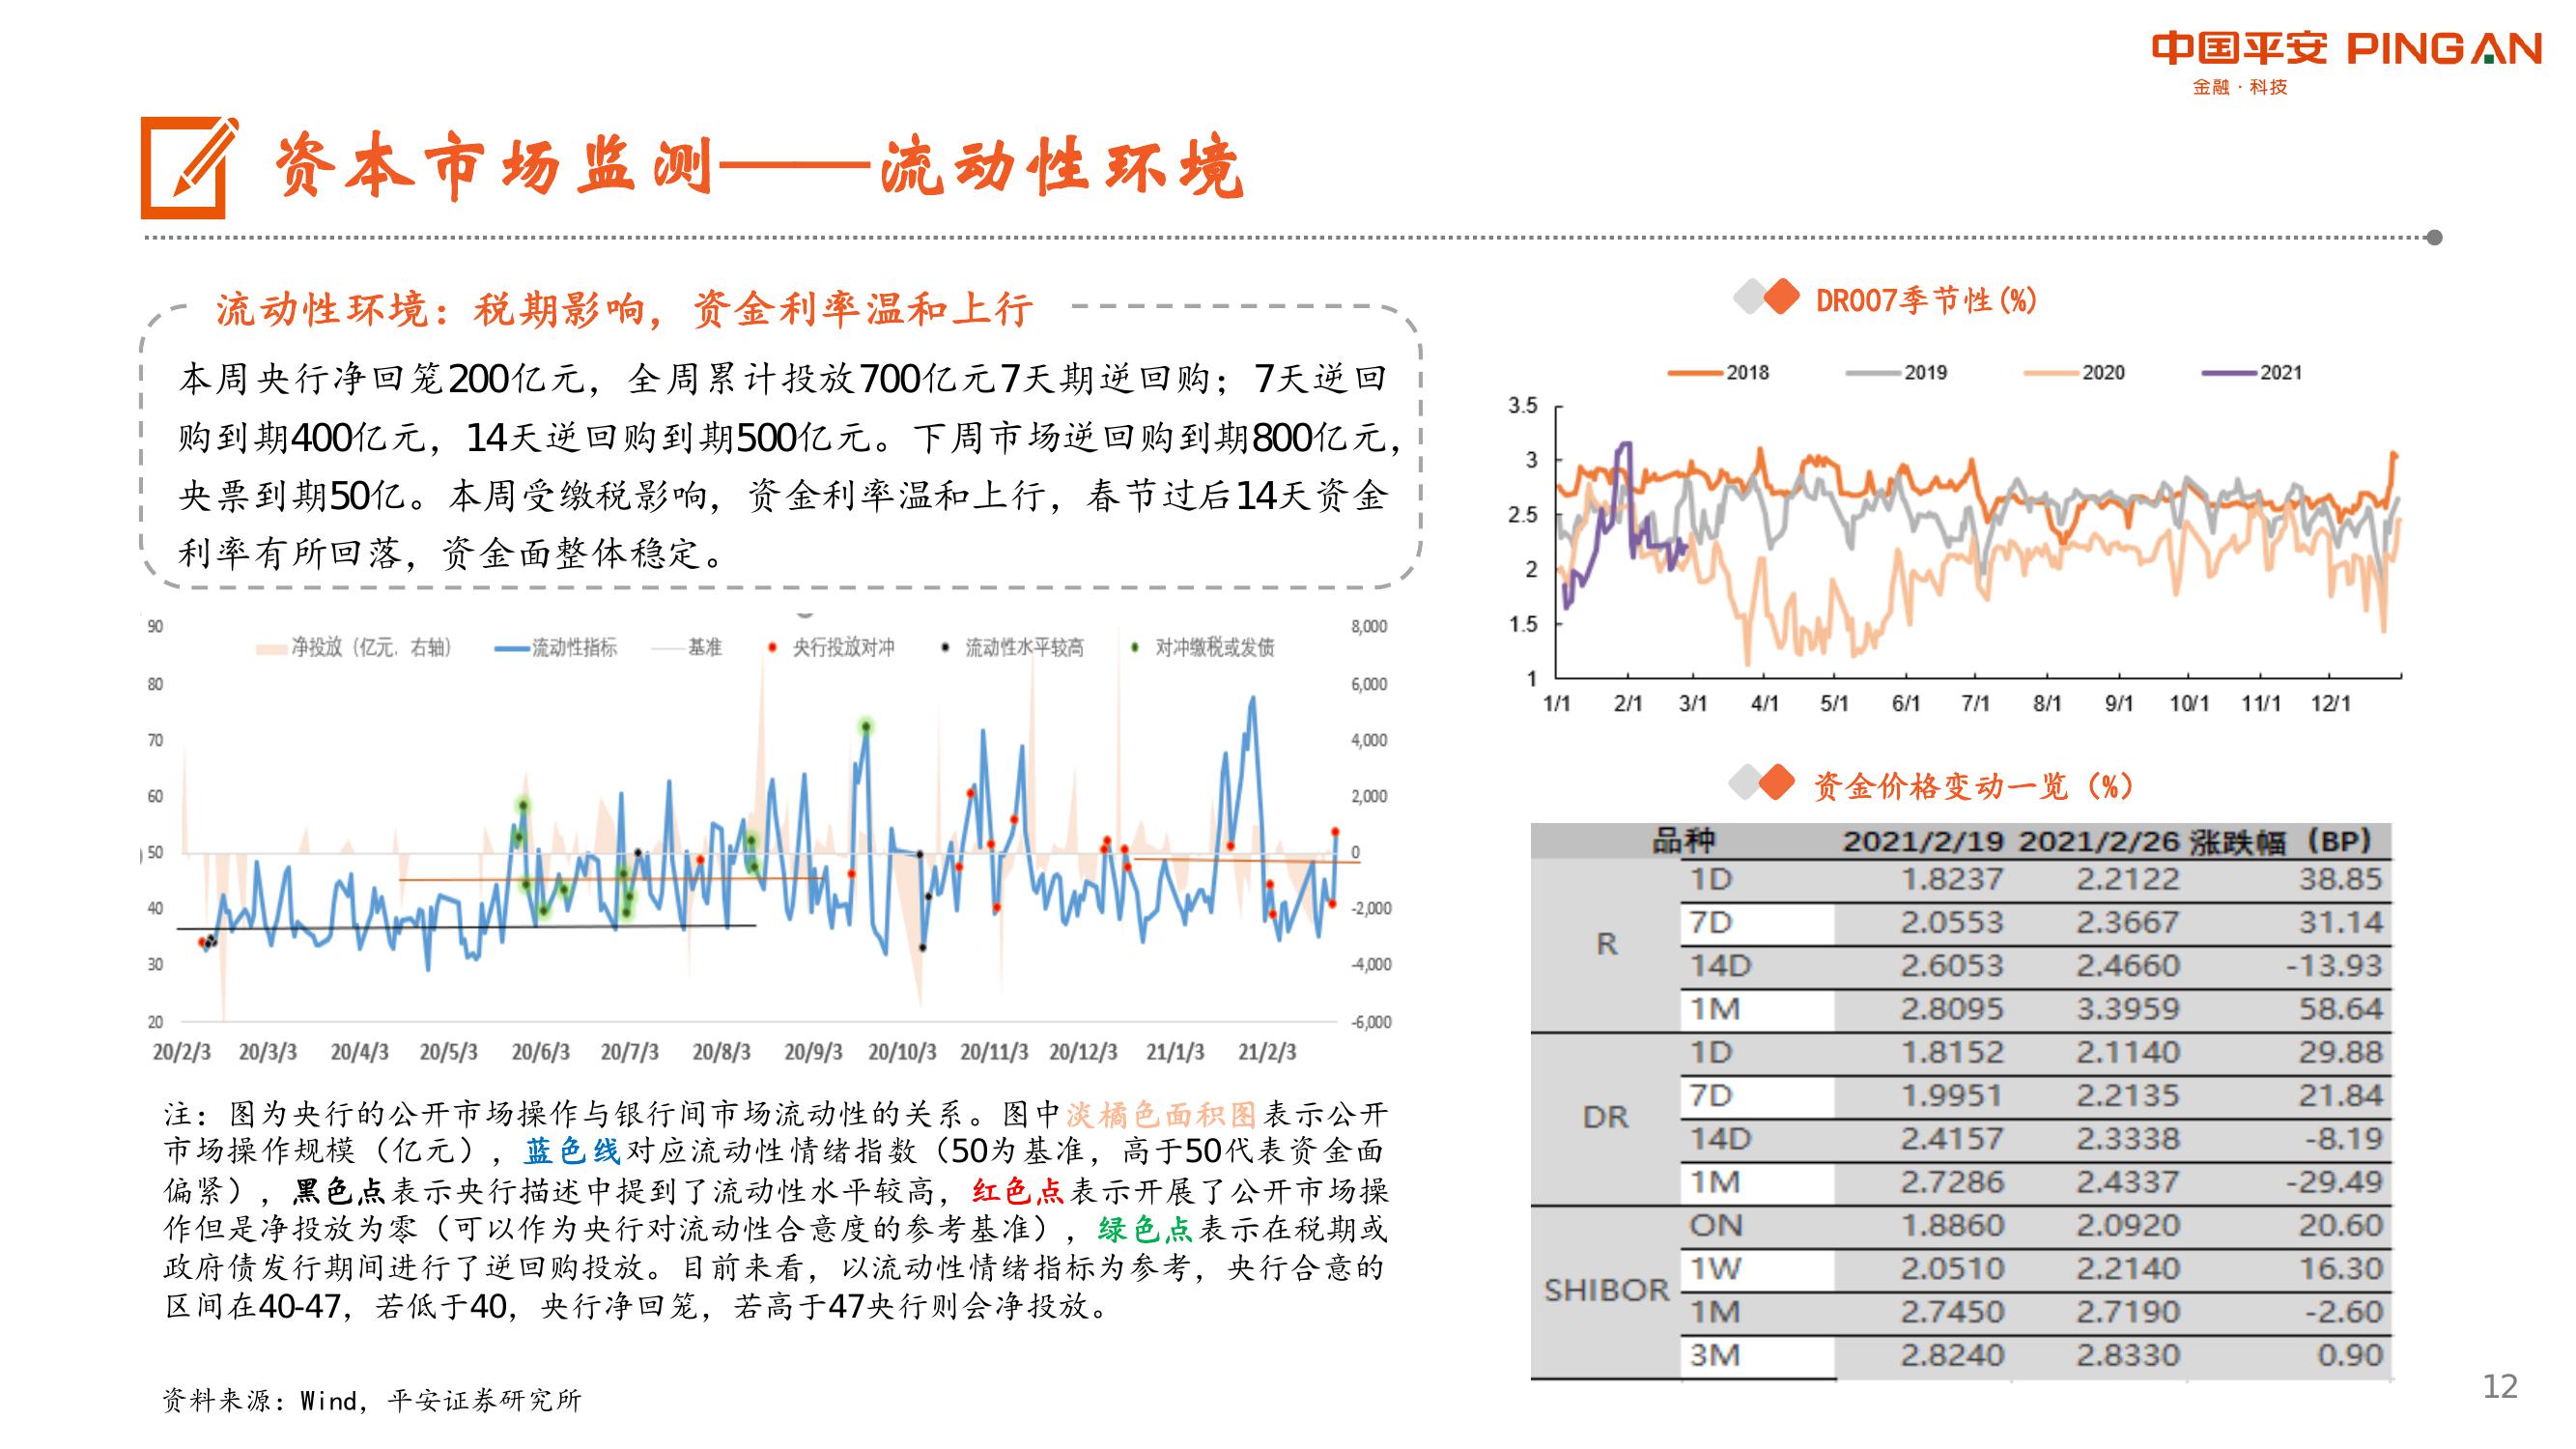 中国平安 PINGAN
金融·科技
资本市场监测——流动性环境
流动性环境：税期影响，资金利率温和上行
本周央行净回笼200亿元，全周累计投放700亿元7天期逆回购；7天逆回
购到期400亿元，14天逆回购到期500亿元。下周市场逆回购到期800亿元，
央票到期50亿。本周受缴税影响，资金利率温和上行，春节过后14天资金
利率有所回落，资金面整体稳定。
净投放（亿元，右轴） 流动性指标 基准 央行投放对冲 流动性水平较高 对冲缴税或发债
90
80
70
60
50
40
30
20
8,000
6,000
4,000
2,000
0
-2,000
-4,000
-6,000
20/2/3 20/3/3 20/4/3 20/5/3 20/6/3 20/7/3 20/8/3 20/9/3 20/10/3 20/11/3 20/12/3 21/1/3 21/2/3
注：图为央行的公开市场操作与银行间市场流动性的关系。图中淡橘色面积图表示公开
市场操作规模（亿元），蓝色线对应流动性情绪指数（50为基准，高于50代表资金面
偏紧），黑色点表示央行描述中提到了流动性水平较高，红色点表示开展了公开市场操
作但是净投放为零（可以作为央行对流动性合意度的参考基准），绿色点表示在税期或
政府债发行期间进行了逆回购投放。目前来看，以流动性情绪指标为参考，央行合意的
区间在40-47，若低于40，央行净回笼，若高于47央行则会净投放。
资料来源：Wind，平安证券研究所
DR007季节性(%)
2018 2019 2020 2021
3.5
3
2.5
2
1.5
1
1/1 2/1 3/1 4/1 5/1 6/1 7/1 8/1 9/1 10/1 11/1 12/1
资金价格变动一览（%）
品种 2021/2/19 2021/2/26 涨跌幅（BP）
R
1D 1.8237 2.2122 38.85
7D 2.0553 2.3667 31.14
14D 2.6053 2.4660 -13.93
1M 2.8095 3.3959 58.64
DR
1D 1.8152 2.1140 29.88
7D 1.9951 2.2135 21.84
14D 2.4157 2.3338 -8.19
1M 2.7286 2.4337 -29.49
SHIBOR
ON 1.8860 2.0920 20.60
1W 2.0510 2.2140 16.30
1M 2.7450 2.7190 -2.60
3M 2.8240 2.8330 0.90
12